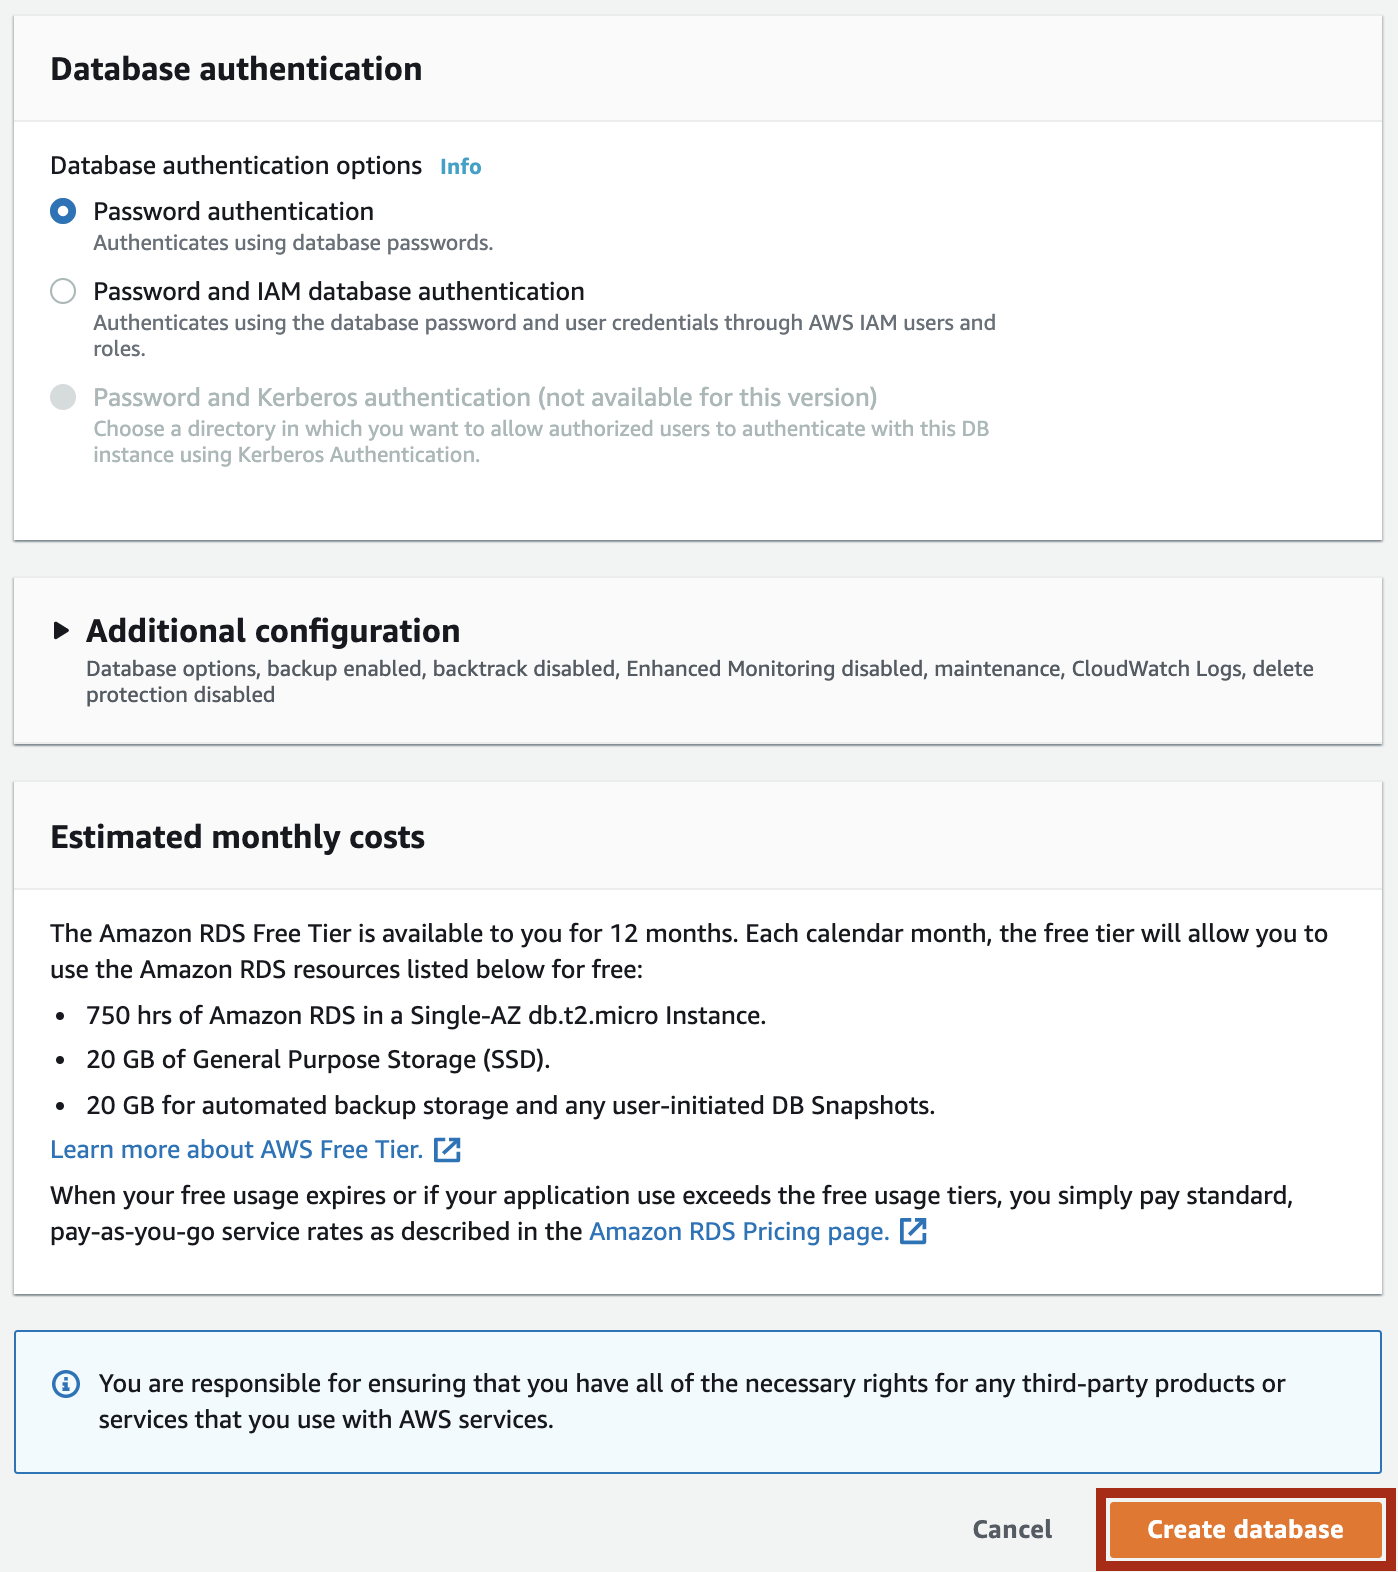 Database authentication
Database authentication options Info
Password authentication
Authenticates using database passwords.
Password and IAM database authentication
Authenticates using the database password and user credentials through AWS IAM users and
roles.
Password and Kerberos authentication (not available for this version)
Choose a directory in which you want to allow authorized users to authenticate with this DB
instance using Kerberos Authentication.
Additional configuration
Database options, backup enabled, backtrack disabled, Enhanced Monitoring disabled, maintenance, CloudWatch Logs, delete
protection disabled
Estimated monthly costs
The Amazon RDS Free Tier is available to you for 12 months. Each calendar month, the free tier will allow you to
use the Amazon RDS resources listed below for free:
• 750 hrs of Amazon RDS in a Single-AZ db.t2.micro Instance.
• 20 GB of General Purpose Storage (SSD).
• 20 GB for automated backup storage and any user-initiated DB Snapshots.
Learn more about AWS Free Tier.
When your free usage expires or if your application use exceeds the free usage tiers, you simply pay standard,
pay-as-you-go service rates as described in the Amazon RDS Pricing page.
You are responsible for ensuring that you have all of the necessary rights for any third-party products or
services that you use with AWS services.
Cancel Create database